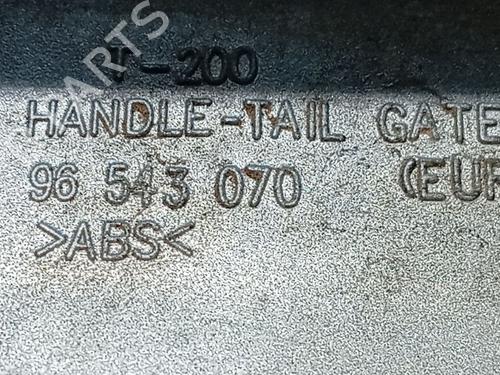 T-200
HANDLE-TAIL GATE
96 543 070 (EUR
>ABS<